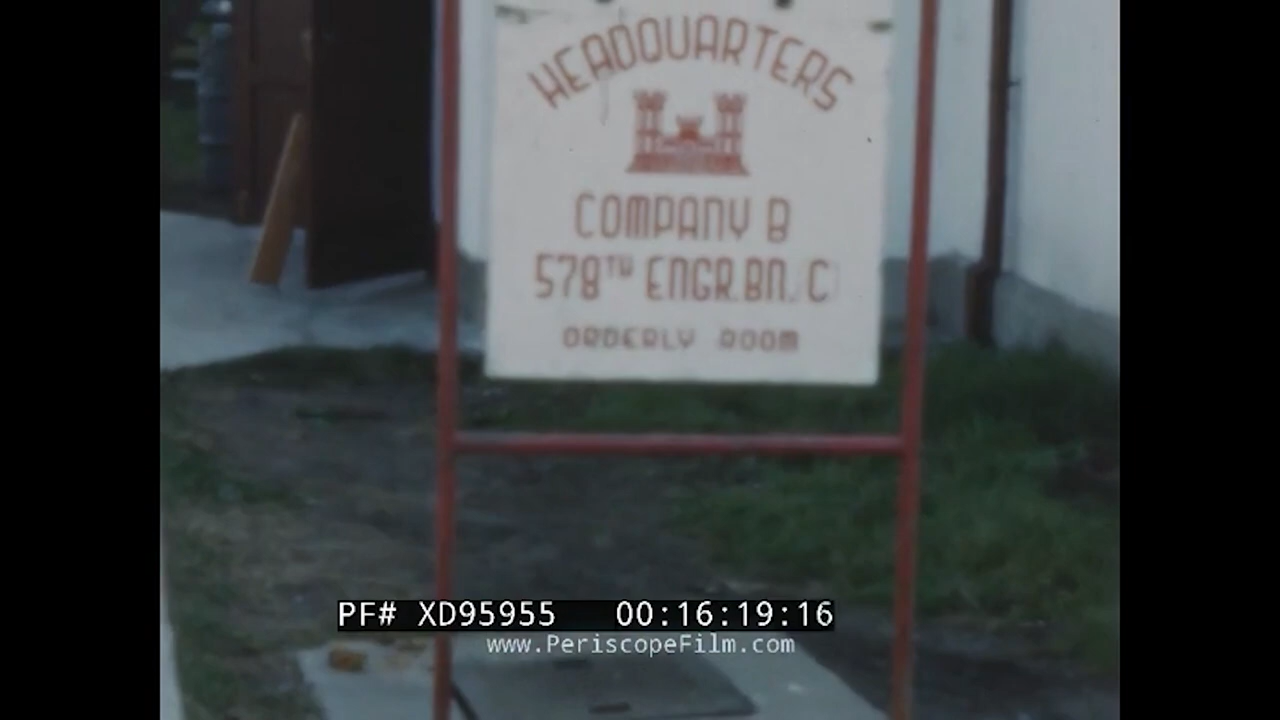 HEADQUARTERS
COMPANY B
578TH ENGR.BN.(C)
ORDERLY ROOM
PF# XD95955 00:16:19:16
www.PeriscopeFilm.com